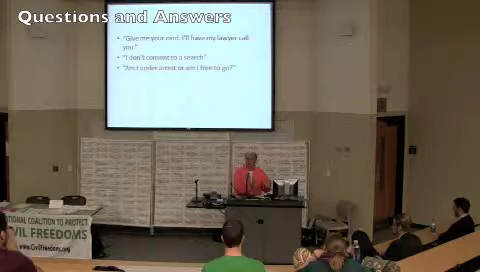 Questions and Answers
• "Give me your card. I'll have my lawyer call
you."
• "I don't consent to a search"
• "Am I under arrest or am I free to go?"
NATIONAL COALITION TO PROTECT
CIVIL FREEDOMS
www.CivilFreedoms.org